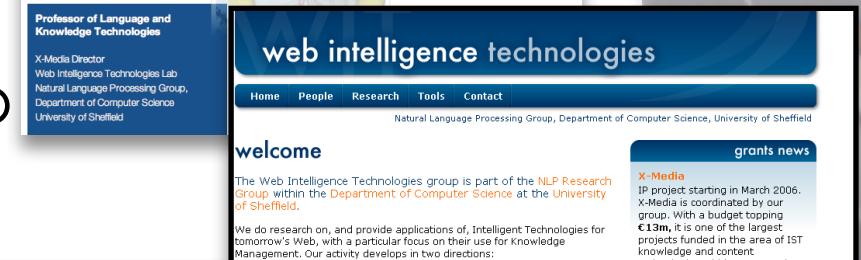 Professor of Language and
Knowledge Technologies
X-Media Director
Web Intelligence Technologies Lab
Natural Language Processing Group,
Department of Computer Science
University of Sheffield
web intelligence technologies
Home People Research Tools Contact
Natural Language Processing Group, Department of Computer Science, University of Sheffield
welcome
The Web Intelligence Technologies group is part of the NLP Research
Group within the Department of Computer Science at the University
of Sheffield.
We do research on, and provide applications of, Intelligent Technologies for
tomorrow's Web, with a particular focus on their use for Knowledge
Management. Our activity develops in two directions:
grants news
X-Media
IP project starting in March 2006.
X-Media is coordinated by our
group. With a budget topping
€13m, it is one of the largest
projects funded in the area of IST
knowledge and content